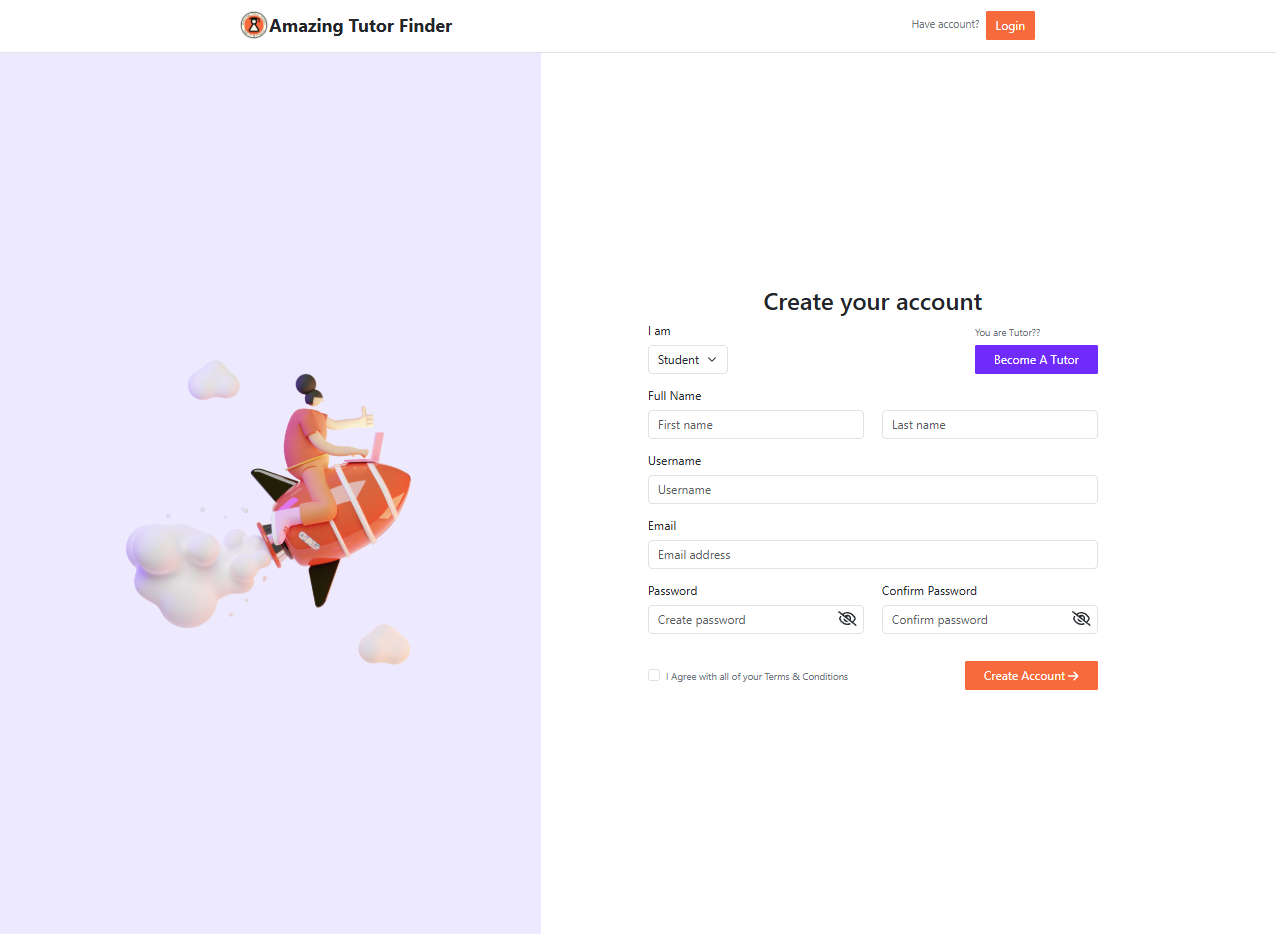 Amazing Tutor Finder
Have account?
Login
Create your account
I am
You are Tutor??
Student
Become A Tutor
Full Name
First name
Last name
Username
Username
Email
Email address
Password
Confirm Password
Create password
Confirm password
I Agree with all of your Terms & Conditions
Create Account